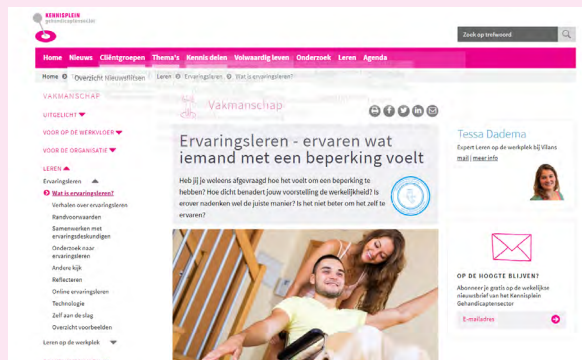 KENNISPLEIN
gehandicaptensector
Zoek op trefwoord
Home Nieuws Cliëntgroepen Thema's Kennis delen Volwaardig leven Onderzoek Leren Agenda
Home Overzicht Nieuwsflitsen Leren Ervaringsleren Wat is ervaringsleren?
VAKMANSCHAP
UITGELICHT
VOOR OP DE WERKVLOER
VOOR DE ORGANISATIE
LEREN
Ervaringsleren
Wat is ervaringsleren?
Verhalen over ervaringsleren
Randvoorwaarden
Samenwerken met
ervaringsdeskundigen
Onderzoek naar
ervaringsleren
Andere kijk
Reflecteren
Online ervaringsleren
Technologie
Zelf aan de slag
Overzicht voorbeelden
Leren op de werkplek
Vakmanschap
Ervaringsleren - ervaren wat
iemand met een beperking voelt
Heb jij je weleens afgevraagd hoe het voelt om een beperking te
hebben? Hoe dicht benadert jouw voorstelling de werkelijkheid? Is
erover nadenken wel de juiste manier? Is het niet beter om het zelf te
ervaren?
Tessa Dadema
Expert Leren op de werkplek bij Vilans
mail | meer info
OP DE HOOGTE BLIJVEN?
Abonneer je gratis op de wekelijkse
nieuwsbrief van het Kennisplein
Gehandicaptensector
E-mailadres